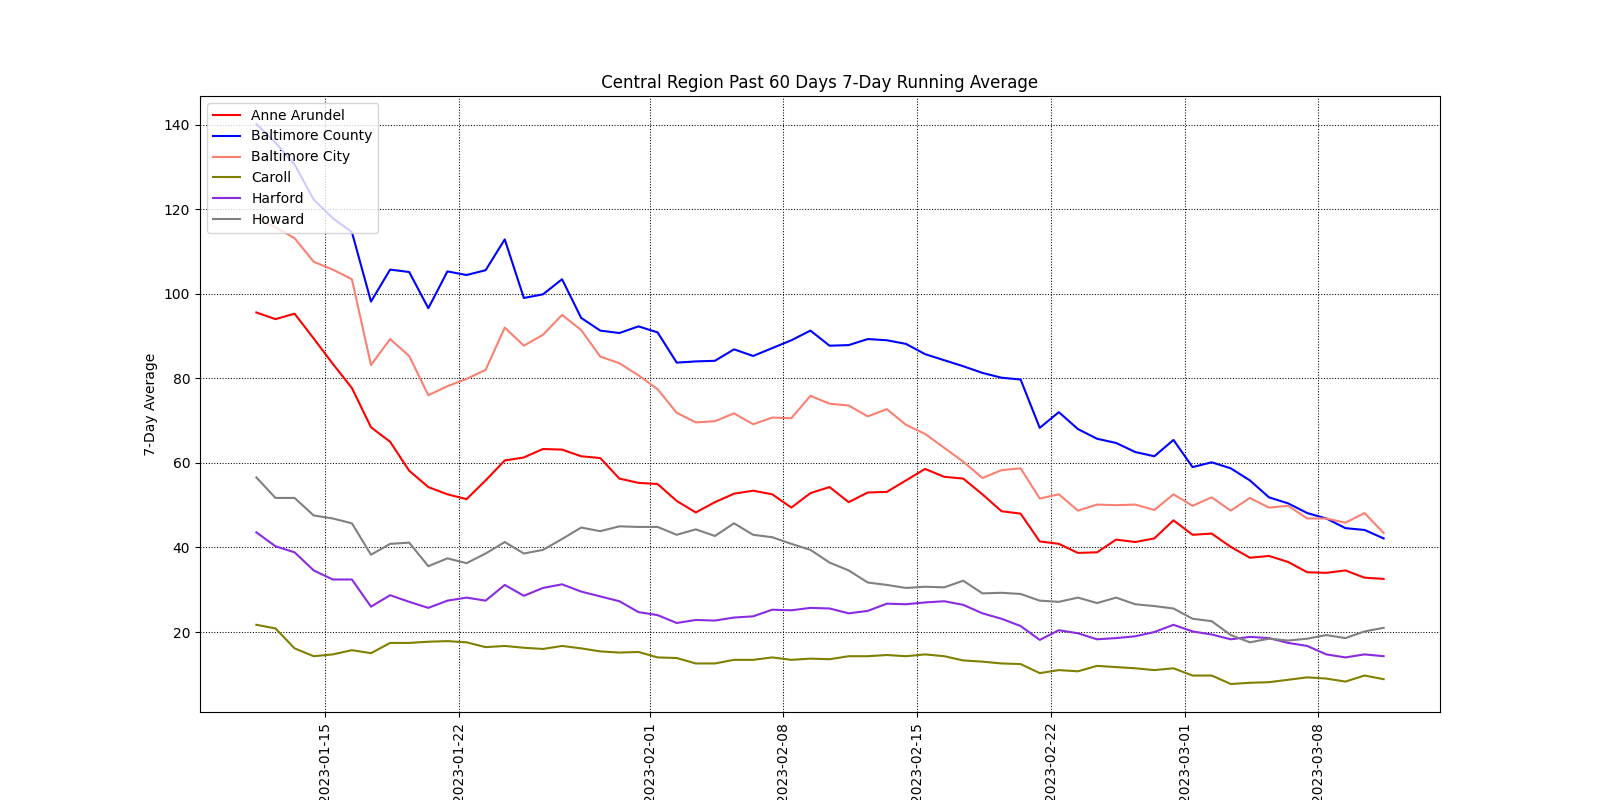 Central Region Past 60 Days 7-Day Running Average
Anne Arundel
Baltimore County
Baltimore City
Caroll
Harford
Howard
7-Day Average
140
120
100
80
60
40
20
2023-01-15
2023-01-22
2023-02-01
2023-02-08
2023-02-15
2023-02-22
2023-03-01
2023-03-08